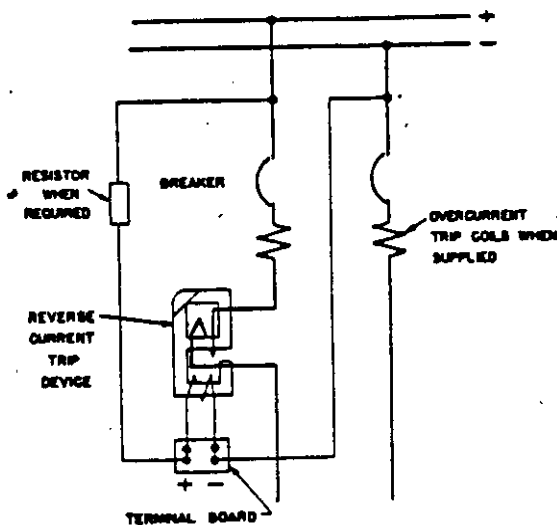 +
−
RESISTOR
WHEN
REQUIRED
BREAKER
OVERCURRENT
TRIP COILS WHEN
SUPPLIED
REVERSE
CURRENT
TRIP
DEVICE
+ −
TERMINAL BOARD